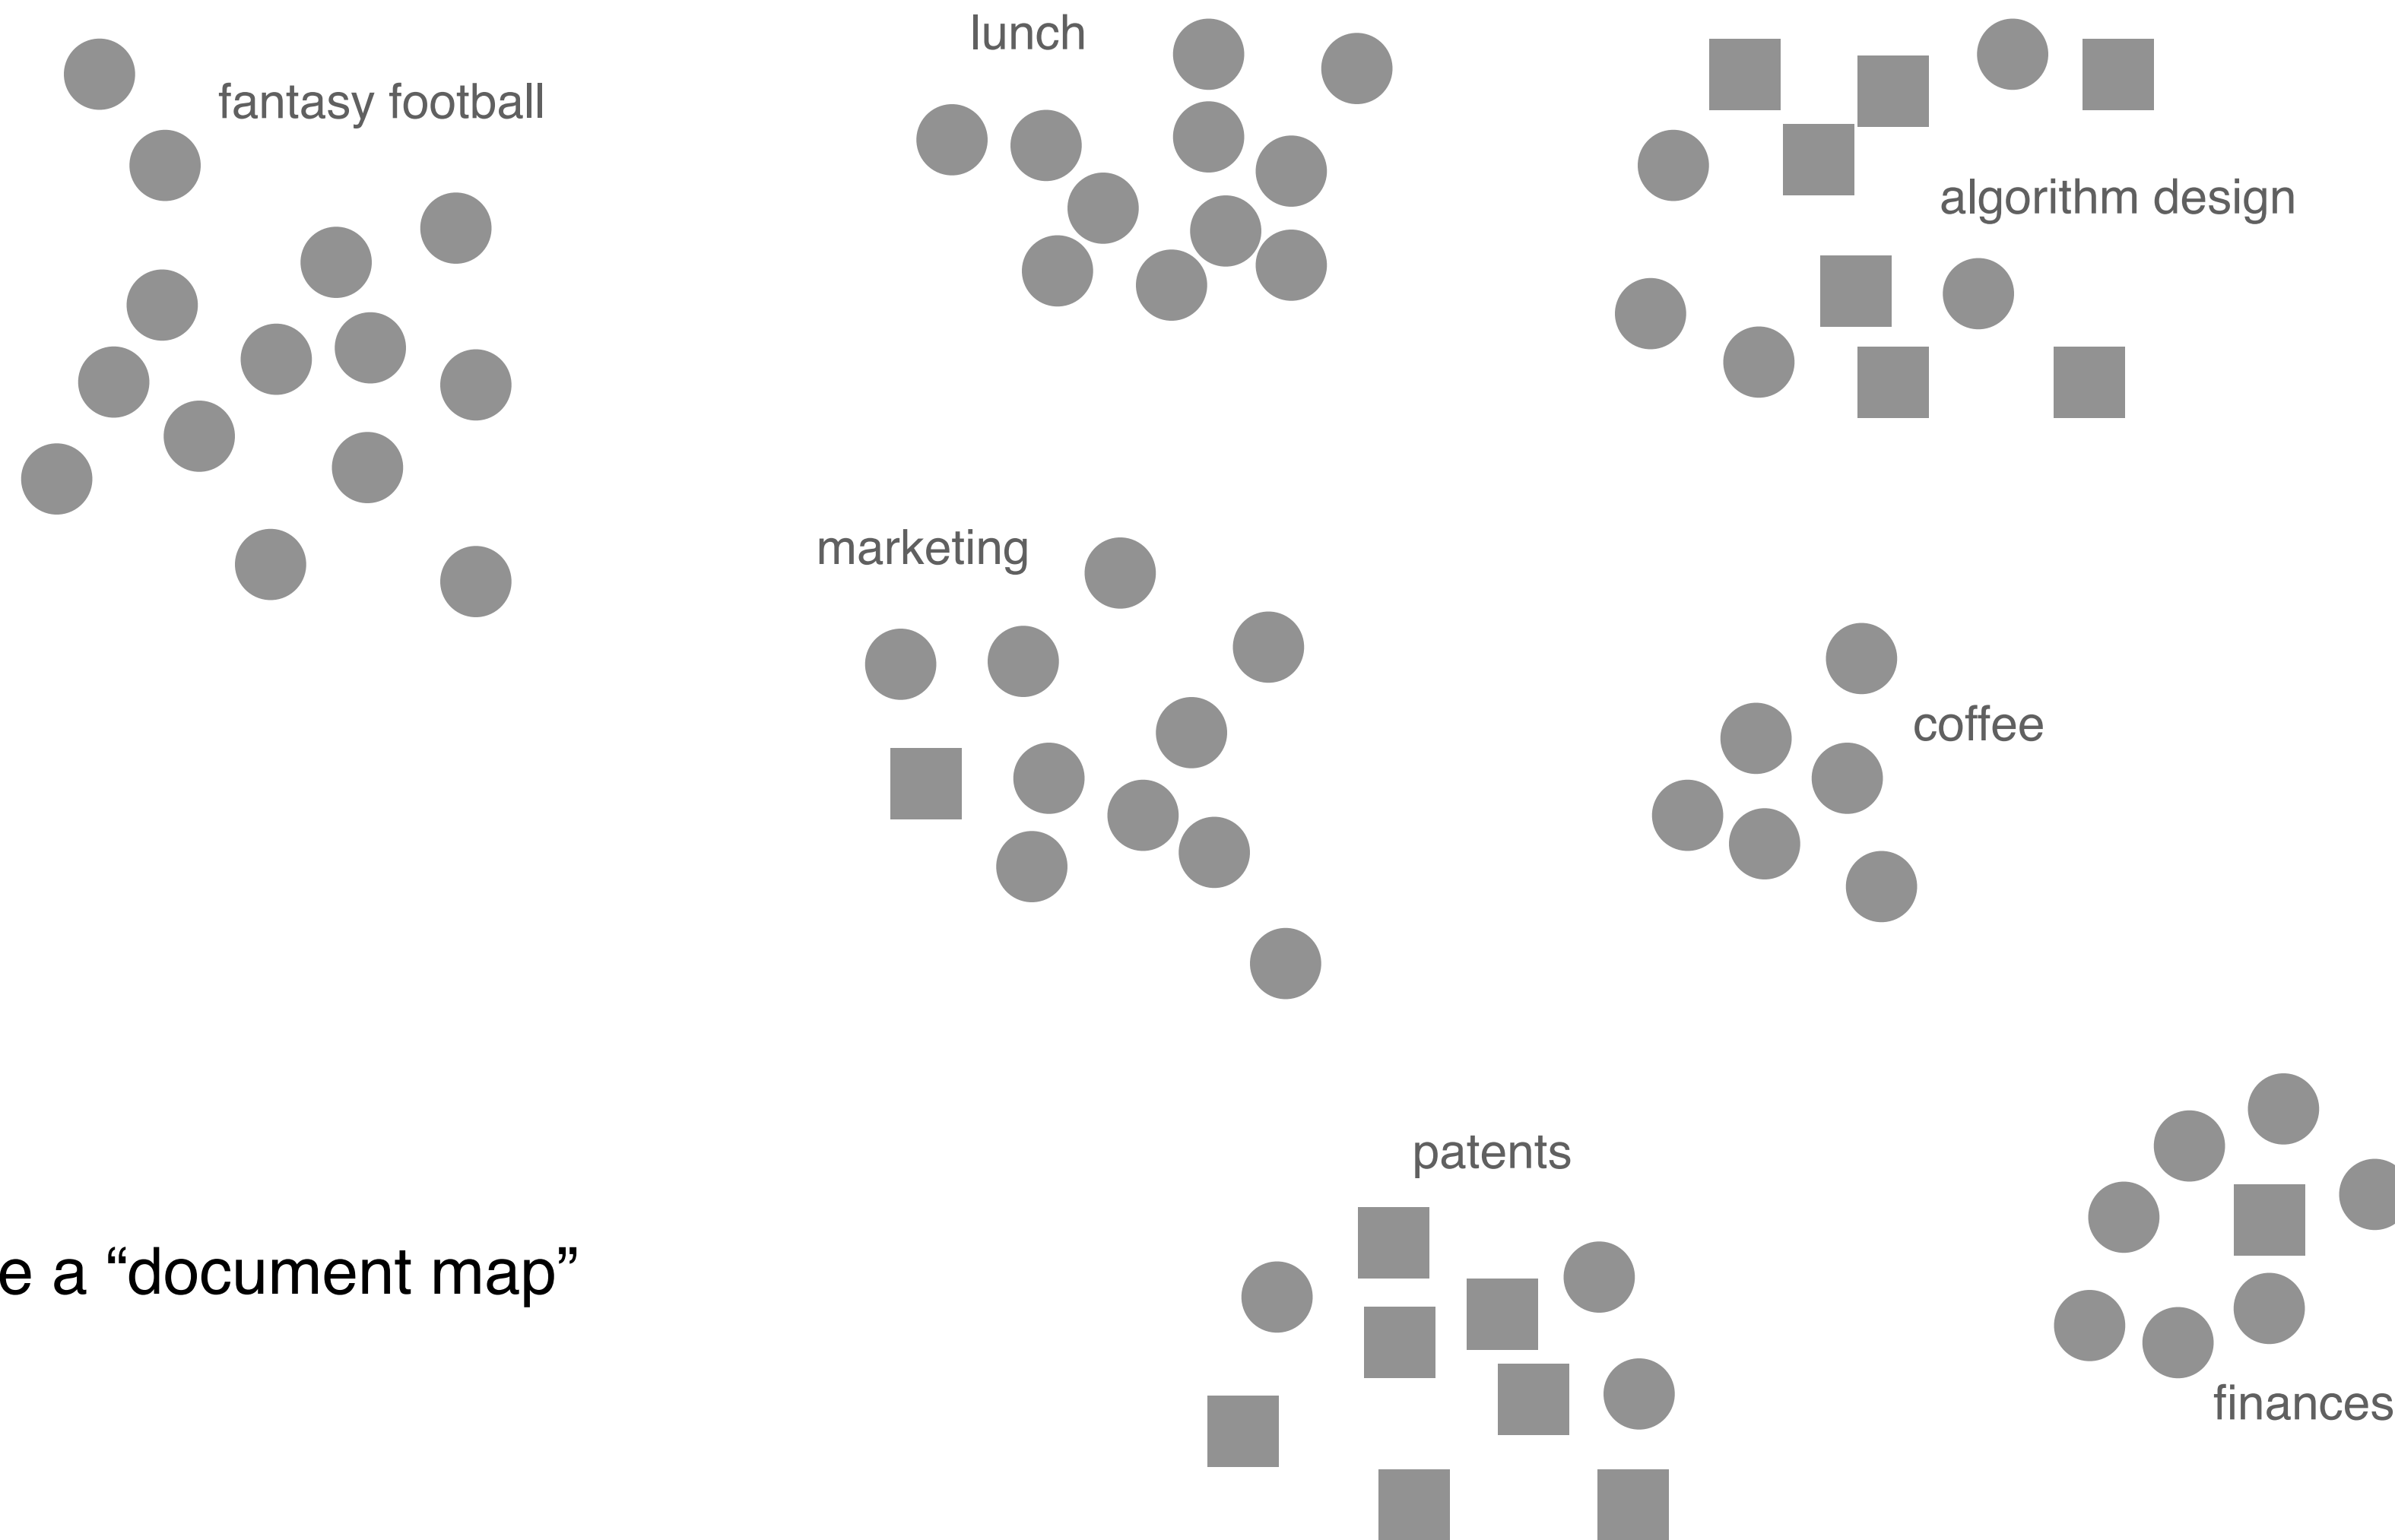 lunch
fantasy football
algorithm design
marketing
coffee
patents
e a “document map”
finances